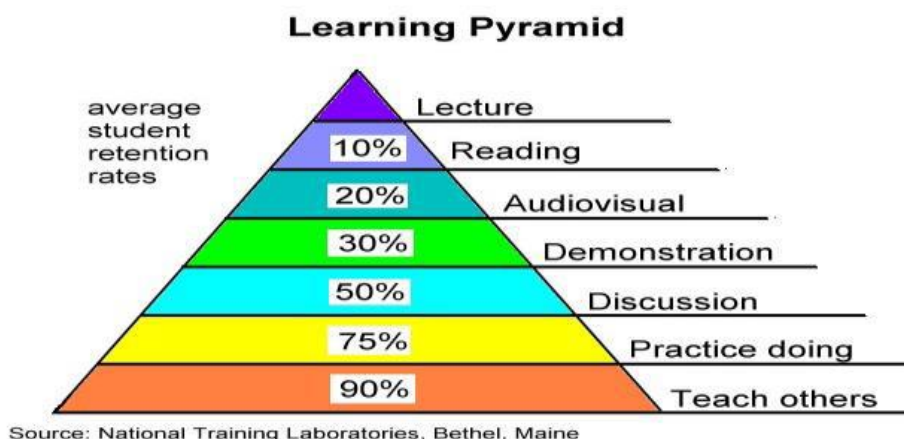 Learning Pyramid
average
student
retention
rates
Lecture
10% Reading
20% Audiovisual
30% Demonstration
50% Discussion
75% Practice doing
90% Teach others
Source: National Training Laboratories, Bethel, Maine